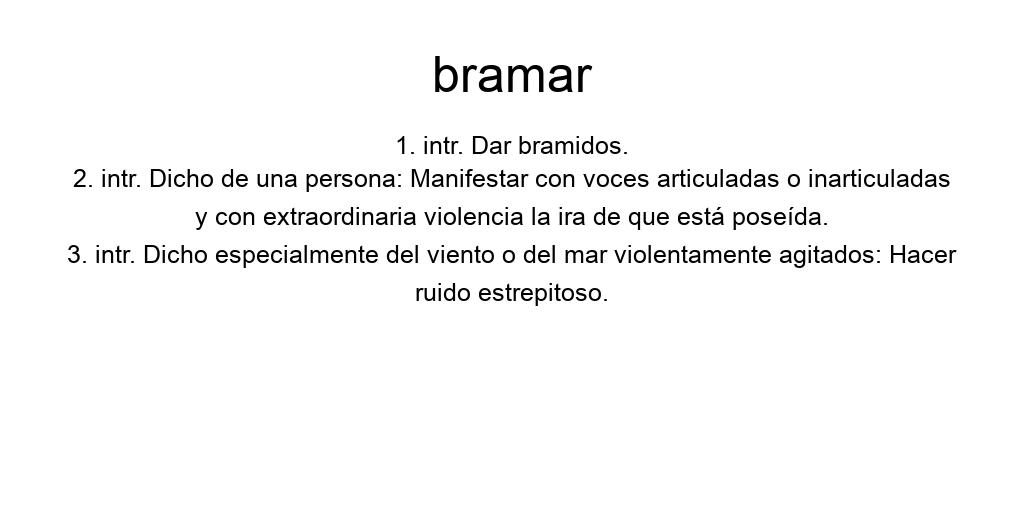 bramar
1. intr. Dar bramidos.
2. intr. Dicho de una persona: Manifestar con voces articuladas o inarticuladas
y con extraordinaria violencia la ira de que está poseída.
3. intr. Dicho especialmente del viento o del mar violentamente agitados: Hacer
ruido estrepitoso.